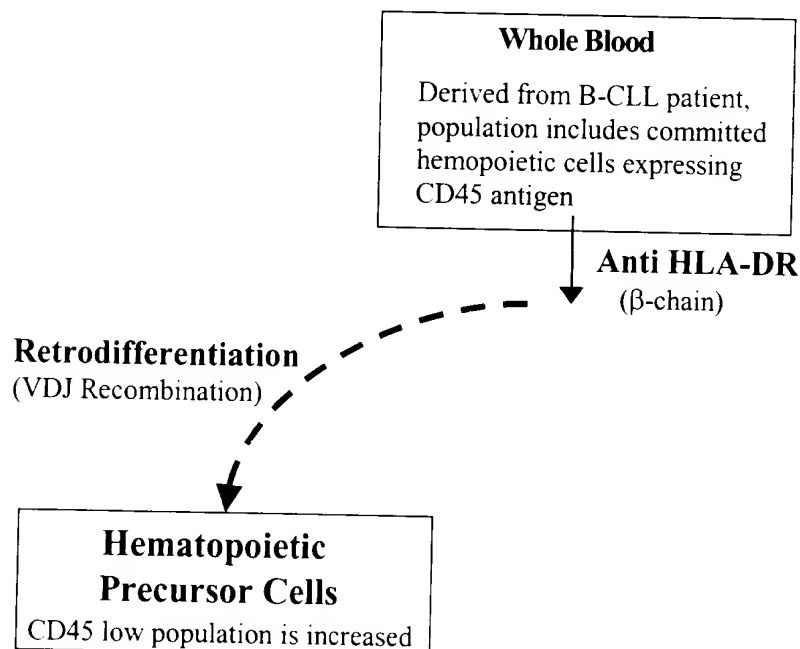 Whole Blood
Derived from B-CLL patient,
population includes committed
hemopoietic cells expressing
CD45 antigen
Anti HLA-DR
(β-chain)
Retrodifferentiation
(VDJ Recombination)
Hematopoietic
Precursor Cells
CD45 low population is increased